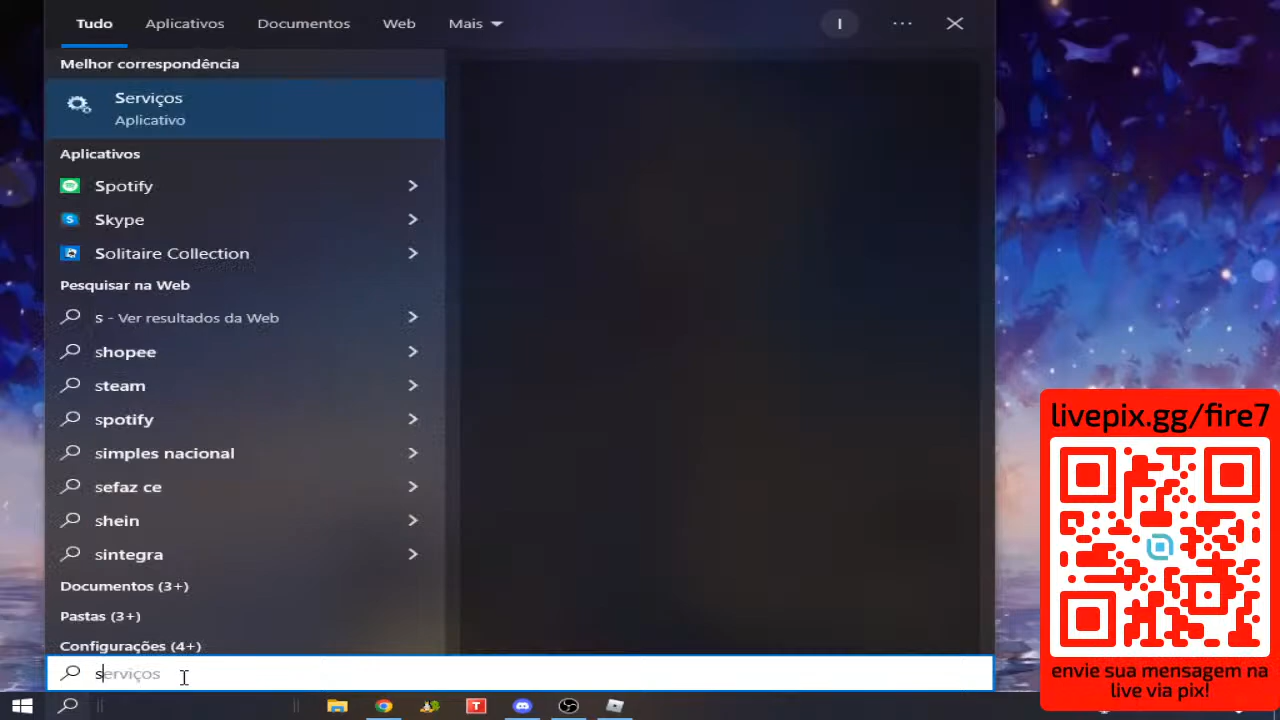 Tudo Aplicativos Documentos Web Mais I
Melhor correspondência
Serviços
Aplicativo
Aplicativos
Spotify
Skype
Solitaire Collection
Pesquisar na Web
s - Ver resultados da Web
shopee
steam
spotify
simples nacional
sefaz ce
shein
sintegra
Documentos (3+)
Pastas (3+)
Configurações (4+)
serviços
livepix.gg/fire7
envie sua mensagem na
live via pix!